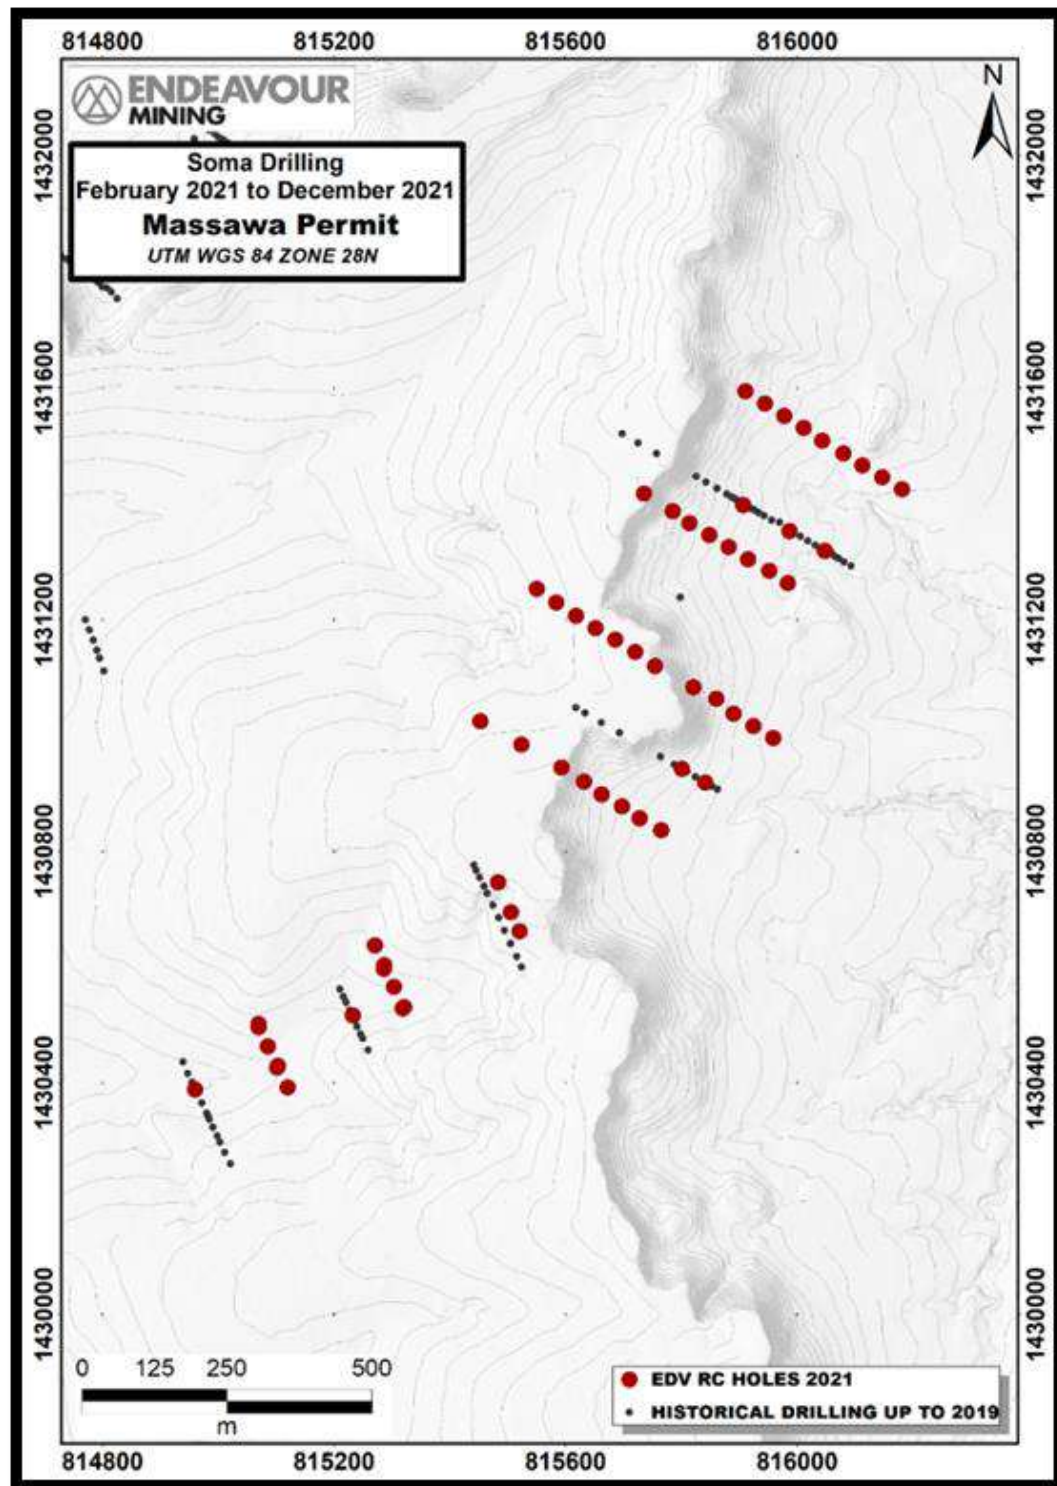 814800 815200 815600 816000
ENDEAVOUR
MINING
N
Soma Drilling
February 2021 to December 2021
Massawa Permit
UTM WGS 84 ZONE 28N
1432000 1432000
1431600 1431600
1431200 1431200
1430800 1430800
1430400 1430400
1430000 1430000
0 125 250 500
m
EDV RC HOLES 2021
HISTORICAL DRILLING UP TO 2019
814800 815200 815600 816000